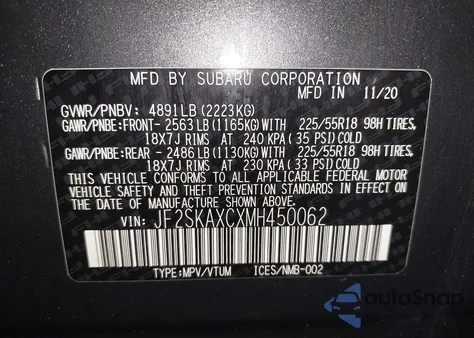 MFD BY SUBARU CORPORATION
MFD IN 11/20
GVWR/PNBV: 4891LB(2223KG)
GAWR/PNBE:FRONT- 2563LB(1165KG)WITH 225/55R18 98H TIRES,
18X7J RIMS AT 240 KPA(35 PSI)COLD
GAWR/PNBE:REAR - 2486LB(1130KG)WITH 225/55R18 98H TIRES,
18X7J RIMS AT 230 KPA(33 PSI)COLD
THIS VEHICLE CONFORMS TO ALL APPLICABLE FEDERAL MOTOR
VEHICLE SAFETY AND THEFT PREVENTION STANDARDS IN EFFECT ON
THE DATE OF MANUFACTURE SHOWN ABOVE.
VIN: JF2SKAXCXMH450062
TYPE:MPV/VTUM ICES/NMB-002
autoSnap